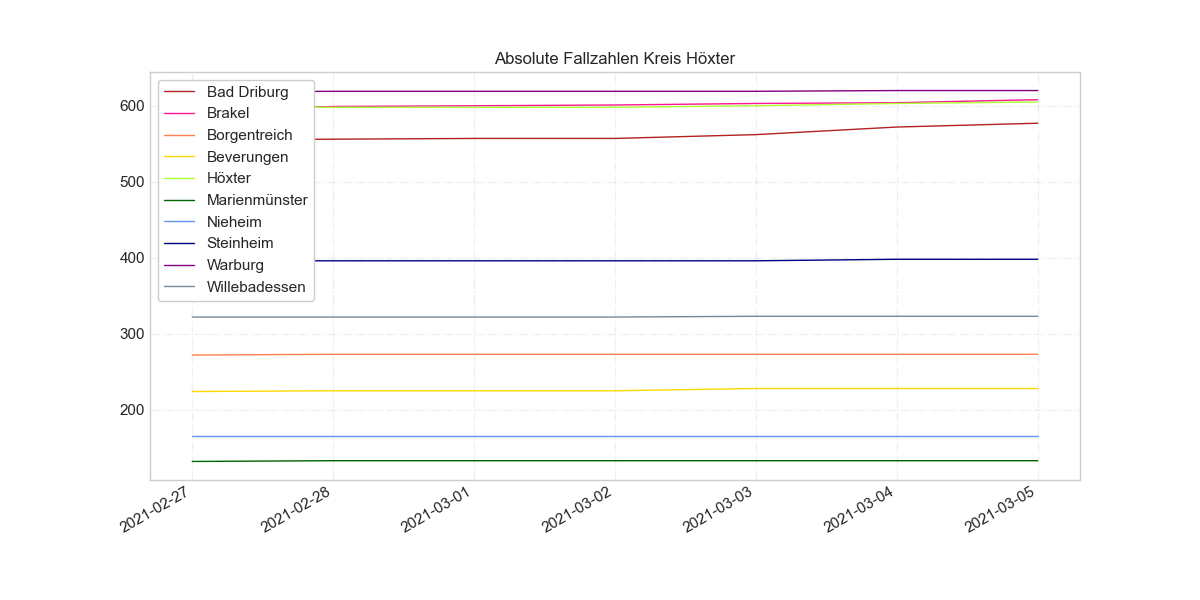 Absolute Fallzahlen Kreis Höxter
Bad Driburg
Brakel
Borgentreich
Beverungen
Höxter
Marienmünster
Nieheim
Steinheim
Warburg
Willebadessen
600
500
400
300
200
2021-02-27
2021-02-28
2021-03-01
2021-03-02
2021-03-03
2021-03-04
2021-03-05